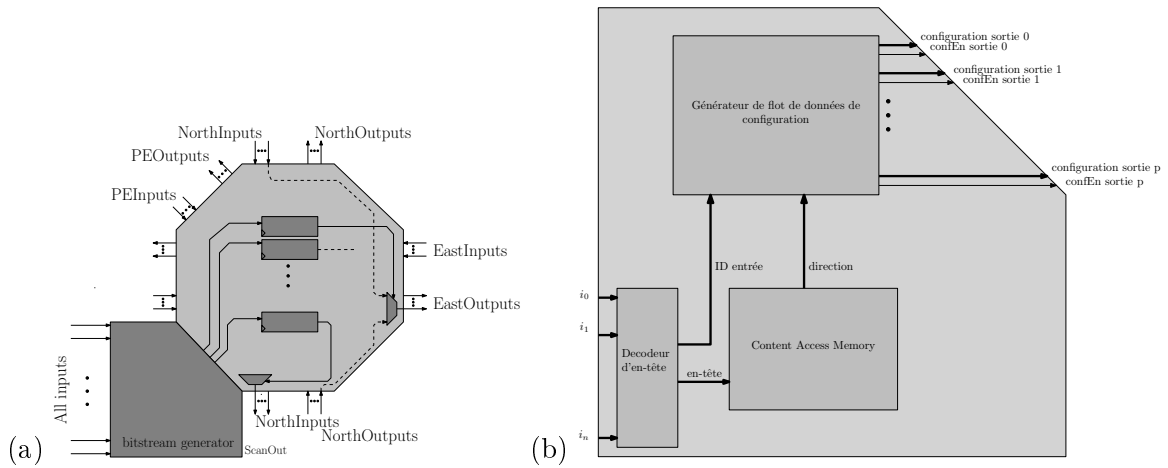 NorthInputs
NorthOutputs
PEOutputs
PEInputs
EastInputs
EastOutputs
All inputs
bitstream generator
ScanOut
NorthInputs
NorthOutputs
(a)
configuration sortie 0
confEn sortie 0
configuration sortie 1
confEn sortie 1
Générateur de flot de données de
configuration
configuration sortie p
confEn sortie p
ID entrée
direction
i0
i1
in
Decodeur
d'en-tête
en-tête
Content Access Memory
(b)